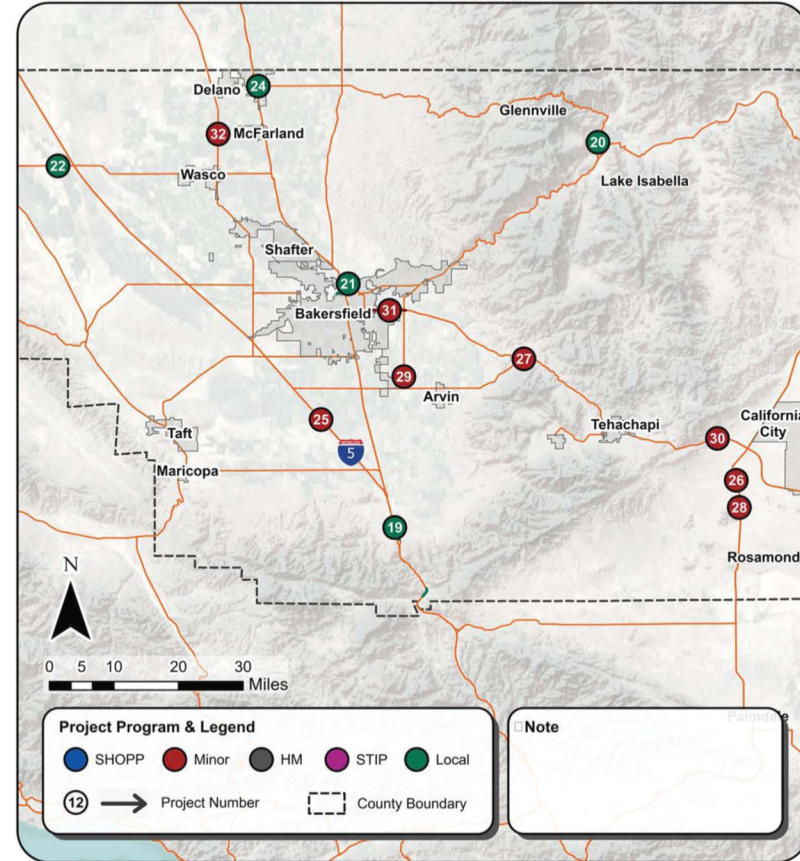 Delano
24
Glennville
32
McFarland
20
22
Wasco
Lake Isabella
Shafter
21
Bakersfield
31
27
29
Arvin
25
Taft
Tehachapi
California
City
30
5
Maricopa
26
28
19
Rosamond
N
0 5 10 20 30
Miles
Palmdale
Project Program & Legend
SHOPP
Minor
HM
STIP
Local
12
Project Number
County Boundary
Note